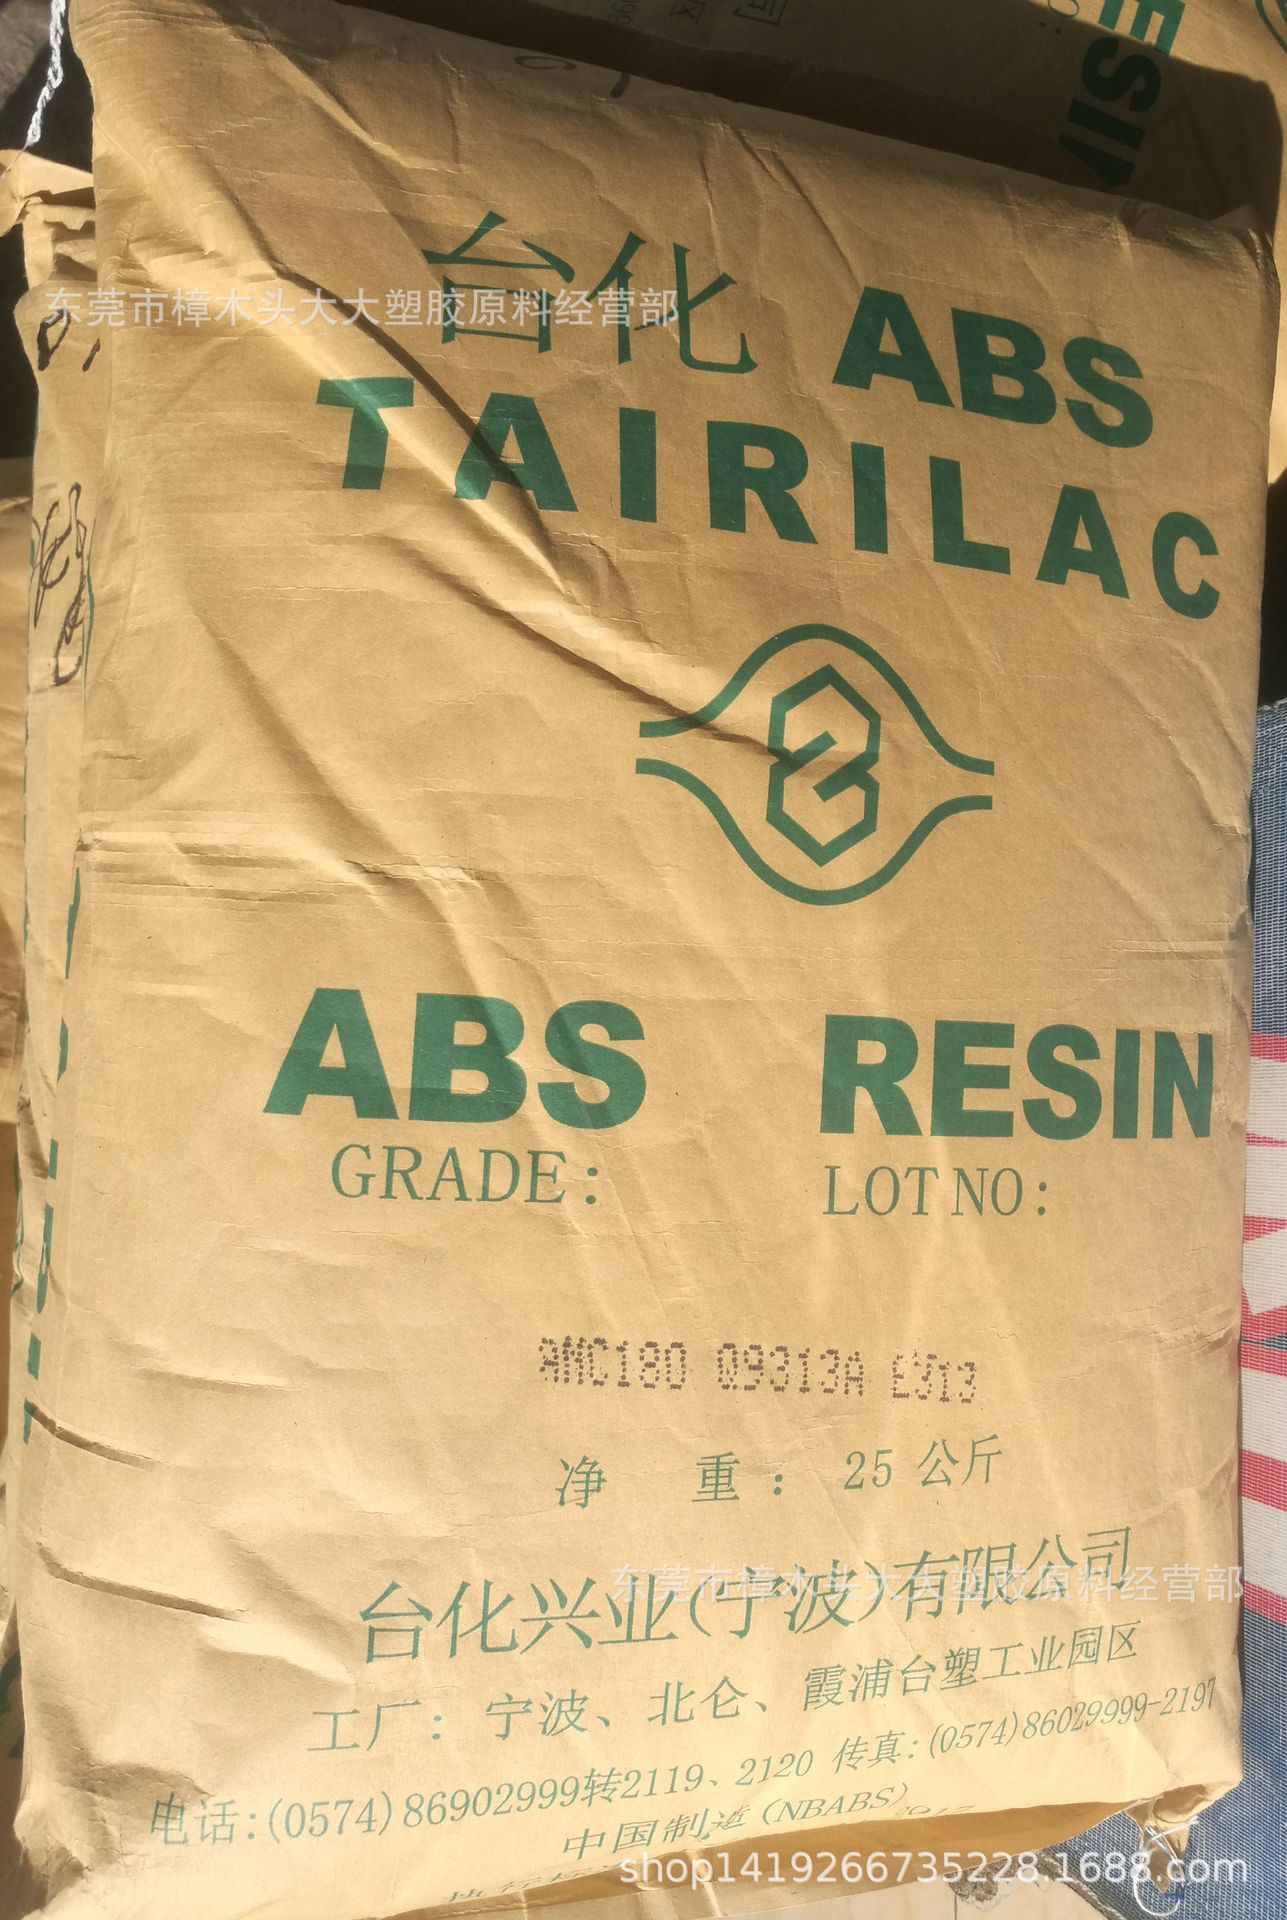 ESIN
东莞市樟木头大大塑胶原料经营部
台化 ABS
TAIRILAC
ABS RESIN
GRADE: LOT NO:
AMC180 09313A E313
净 重： 25 公斤
东莞市樟木头大大塑胶原料经营部
台化兴业(宁波)有限公司
工厂：宁波、北仑、霞浦台塑工业园区
电话:(0574)86902999转2119、2120 传真:(0574)86029999-2197
中国制造(NBABS)
shop1419266735228.1688.com